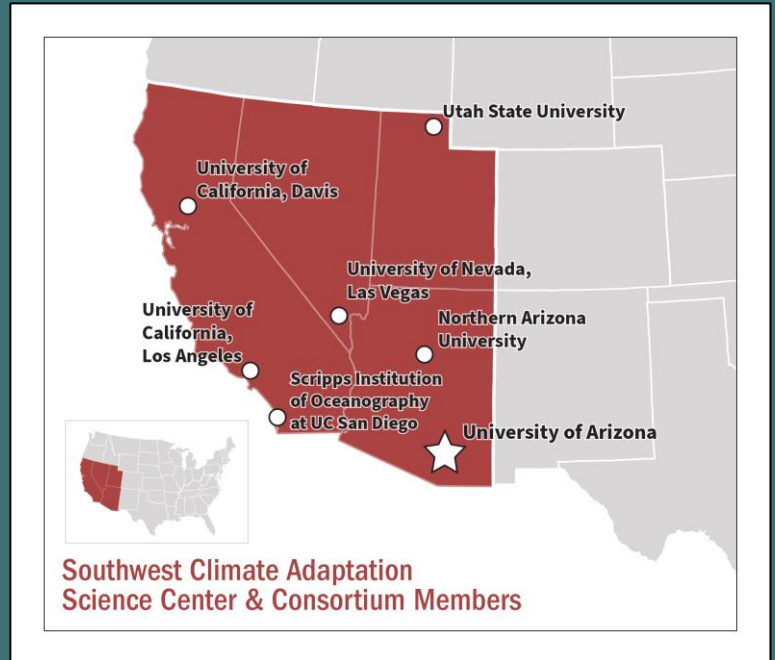 Utah State University
University of
California, Davis
University of Nevada,
Las Vegas
University of
California,
Los Angeles
Northern Arizona
University
Scripps Institution
of Oceanography
at UC San Diego
University of Arizona
Southwest Climate Adaptation
Science Center & Consortium Members